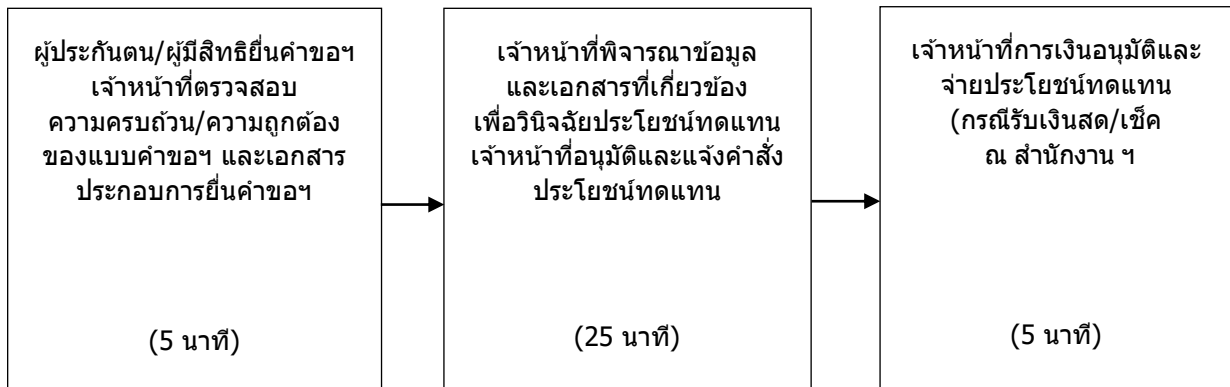 ผู้ประกันตน/ผู้มีสิทธิยื่นคำขอฯ
เจ้าหน้าที่ตรวจสอบ
ความครบถ้วน/ความถูกต้อง
ของแบบคำขอฯ และเอกสาร
ประกอบการยื่นคำขอฯ
(5 นาที)
เจ้าหน้าที่พิจารณาข้อมูล
และเอกสารที่เกี่ยวข้อง
เพื่อวินิจฉัยประโยชน์ทดแทน
เจ้าหน้าที่อนุมัติและแจ้งคำสั่ง
ประโยชน์ทดแทน
(25 นาที)
เจ้าหน้าที่การเงินอนุมัติและ
จ่ายประโยชน์ทดแทน
(กรณีรับเงินสด/เช็ค
ณ สำนักงาน ฯ
(5 นาที)